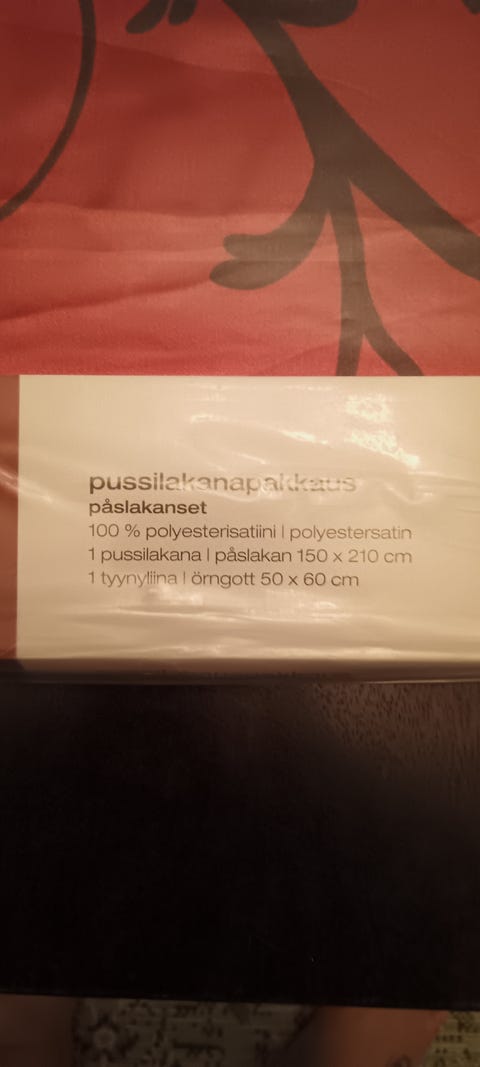 pussilakanapakkaus
påslakanset
100 % polyesterisatiini | polyestersatin
1 pussilakana | påslakan 150 x 210 cm
1 tyynyliina | örngott 50 x 60 cm